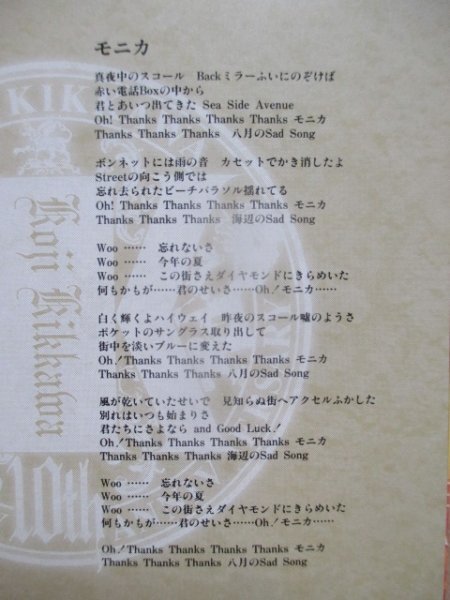 モニカ
真夜中のスコール　Backミラーふいにのぞけば
赤い電話Boxの中から
君とあいつ出てきた Sea Side Avenue
Oh! Thanks Thanks Thanks Thanks モニカ
Thanks Thanks Thanks 八月のSad Song
ボンネットには雨の音　カセットでかき消したよ
Streetの向こう側では
忘れ去られたビーチパラソル揺れてる
Oh! Thanks Thanks Thanks Thanks モニカ
Thanks Thanks Thanks 海辺のSad Song
Woo …… 忘れないさ
Woo …… 今年の夏
Woo …… この街さえダイヤモンドにきらめいた
何もかもが……君のせいさ……Oh!モニカ……
白く輝くよハイウェイ　昨夜のスコール嘘のようさ
ポケットのサングラス取り出して
街中を淡いブルーに変えた
Oh! Thanks Thanks Thanks Thanks モニカ
Thanks Thanks Thanks 八月のSad Song
風が乾いていたせいで　見知らぬ街へアクセルふかした
別れはいつも始まりさ
君たちにさよなら and Good Luck!
Oh! Thanks Thanks Thanks Thanks モニカ
Thanks Thanks Thanks 海辺のSad Song
Woo …… 忘れないさ
Woo …… 今年の夏
Woo …… この街さえダイヤモンドにきらめいた
何もかもが……君のせいさ……Oh!モニカ……
Oh! Thanks Thanks Thanks Thanks モニカ
Thanks Thanks Thanks 八月のSad Song
KIK
Koji Kikkawa
10th